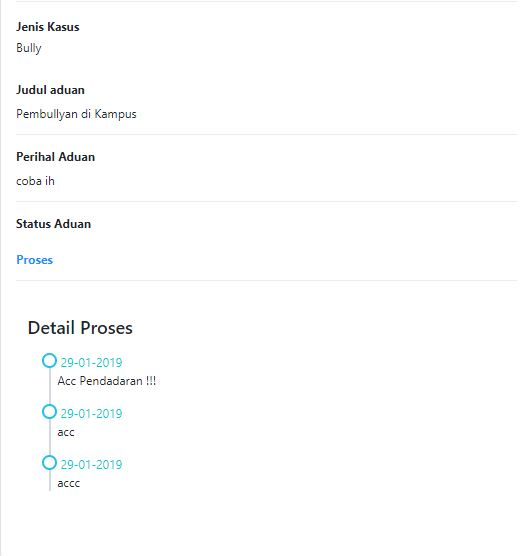 Jenis Kasus
Bully
Judul aduan
Pembullyan di Kampus
Perihal Aduan
coba ih
Status Aduan
Proses
Detail Proses
29-01-2019
Acc Pendadaran !!!
29-01-2019
acc
29-01-2019
accc